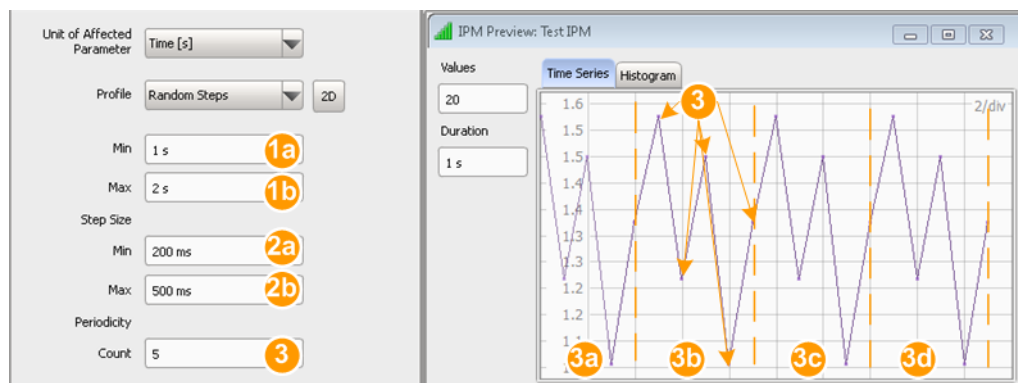 Unit of Affected
Parameter
Time [s]
Profile
Random Steps
2D
Min
1 s
1a
Max
2 s
1b
Step Size
Min
200 ms
2a
Max
500 ms
2b
Periodicity
Count
5
3
IPM Preview: Test IPM
Values
20
Duration
1 s
Time Series
Histogram
2/div
3
1.6
1.5
1.5
1.4
1.4
1.3
1.3
1.2
1.2
1.1
3a
3b
3c
3d